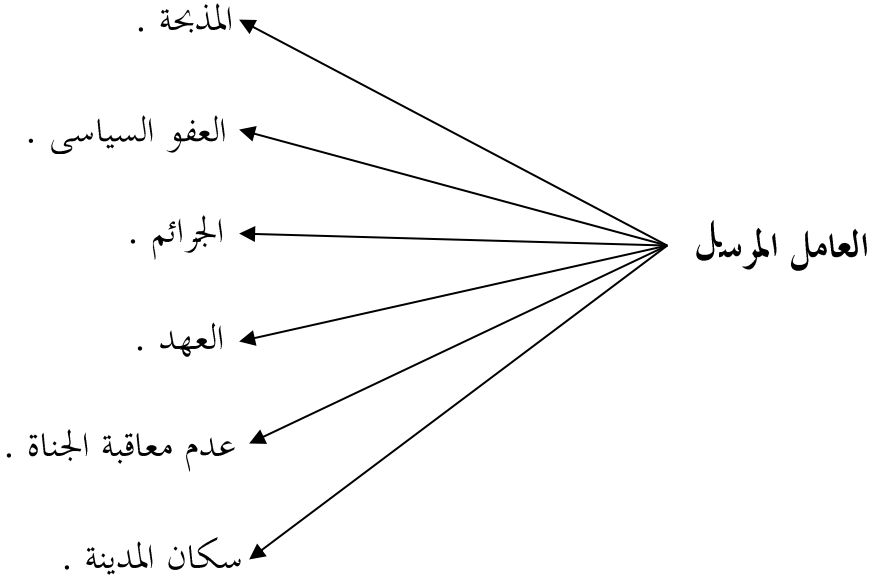 المذبحة .
العفو السياسى .
العامل المرسل
الجرائم .
العهد .
عدم معاقبة الجناة .
سكان المدينة .